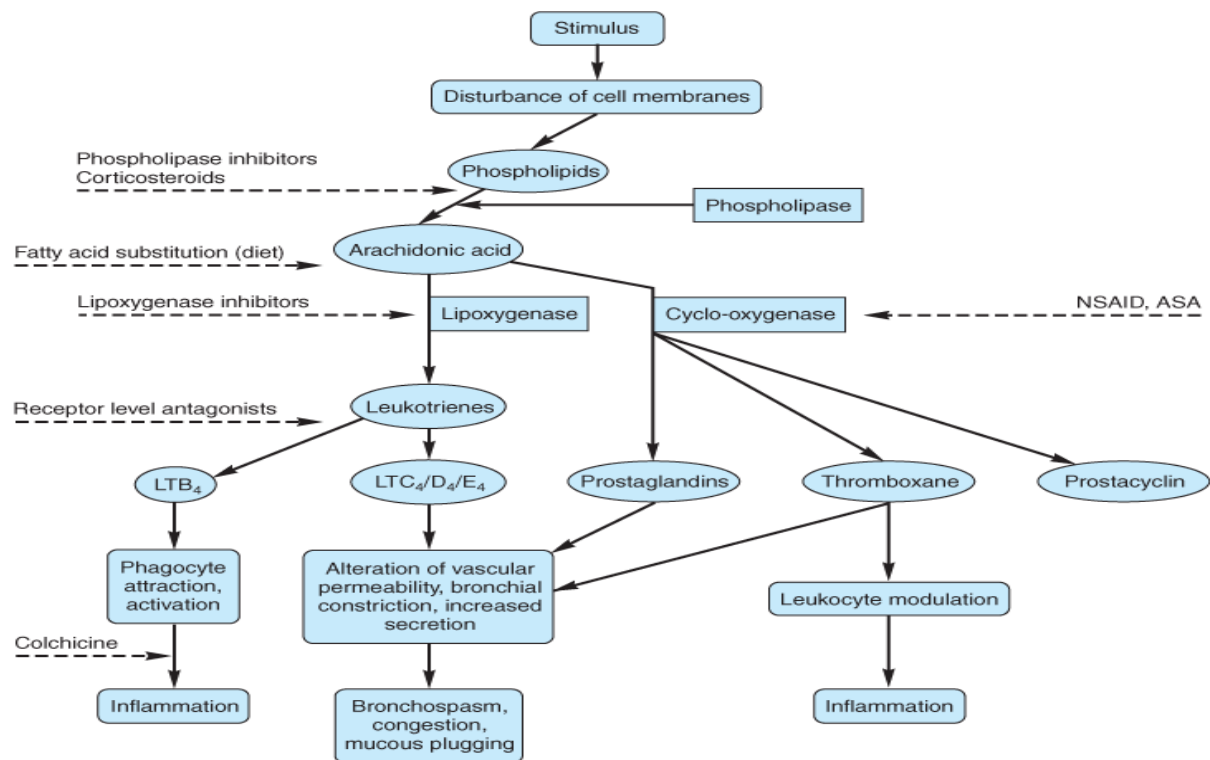 Stimulus
Disturbance of cell membranes
Phospholipase inhibitors
Corticosteroids
Phospholipids
Phospholipase
Fatty acid substitution (diet)
Arachidonic acid
Lipoxygenase inhibitors
Lipoxygenase
Cyclo-oxygenase
NSAID, ASA
Receptor level antagonists
Leukotrienes
LTB₄
LTC₄/D₄/E₄
Prostaglandins
Thromboxane
Prostacyclin
Phagocyte
attraction,
activation
Alteration of vascular
permeability, bronchial
constriction, increased
secretion
Leukocyte modulation
Colchicine
Inflammation
Bronchospasm,
congestion,
mucous plugging
Inflammation